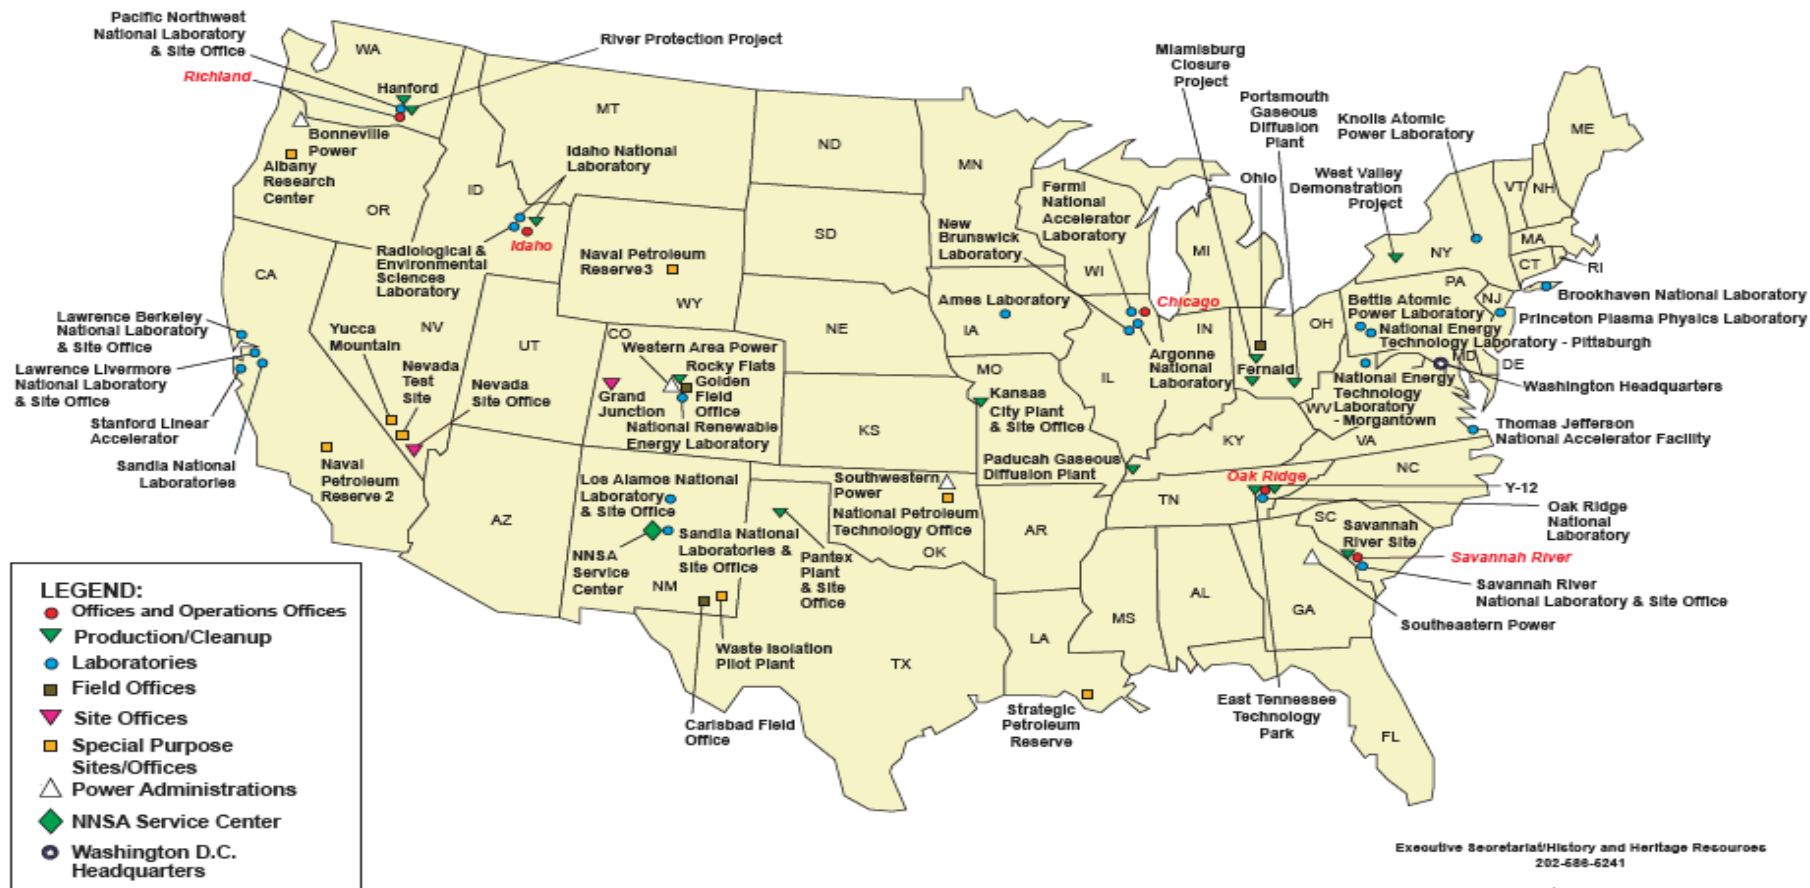 Pacific Northwest
National Laboratory
& Site Office
Richland
WA
Hanford
River Protection Project
Bonneville
Power
Albany
Research
Center
OR
ID
MT
Idaho National
Laboratory
Idaho
Radiological &
Environmental
Sciences
Laboratory
ND
SD
MN
Naval Petroleum
Reserve3
WY
NE
CA
NV
UT
Lawrence Berkeley
National Laboratory
& Site Office
Lawrence Livermore
National Laboratory
& Site Office
Stanford Linear
Accelerator
Sandia National
Laboratories
Yucca
Mountain
Nevada
Test
Site
Nevada
Site Office
Naval
Petroleum
Reserve 2
CO
Western Area Power
Rocky Flats
Golden
Field
Office
Grand
Junction
National Renewable
Energy Laboratory
KS
AZ
NM
Los Alamos National
Laboratory
& Site Office
NNSA
Service
Center
Sandia National
Laboratories &
Site Office
Waste Isolation
Pilot Plant
Carlsbad Field
Office
Pantex
Plant
& Site
Office
TX
Southwestern
Power
National Petroleum
Technology Office
OK
New
Brunswick
Laboratory
Fermi
National
Accelerator
Laboratory
WI
Ames Laboratory
IA
MO
Kansas
City Plant
& Site Office
Paducah Gaseous
Diffusion Plant
AR
LA
MS
AL
Strategic
Petroleum
Reserve
Chicago
IL
Argonne
National
Laboratory
IN
MI
Miamisburg
Closure
Project
Portsmouth
Gaseous
Diffusion
Plant
Ohio
Fernald
OH
KY
TN
Oak Ridge
Knolls Atomic
Power Laboratory
West Valley
Demonstration
Project
ME
VT
NH
MA
CT
RI
NY
PA
NJ
MD
DE
Bettis Atomic
Power Laboratory
National Energy
Technology Laboratory - Pittsburgh
National Energy
Technology
Laboratory
- Morgantown
WV
VA
NC
SC
Brookhaven National Laboratory
Princeton Plasma Physics Laboratory
Washington Headquarters
Thomas Jefferson
National Accelerator Facility
Y-12
Oak Ridge
National
Laboratory
Savannah
River Site
Savannah River
Savannah River
National Laboratory & Site Office
Southeastern Power
GA
East Tennessee
Technology
Park
FL
LEGEND:
Offices and Operations Offices
Production/Cleanup
Laboratories
Field Offices
Site Offices
Special Purpose
Sites/Offices
Power Administrations
NNSA Service Center
Washington D.C.
Headquarters
Executive Secretariat/History and Heritage Resources
202-586-5241